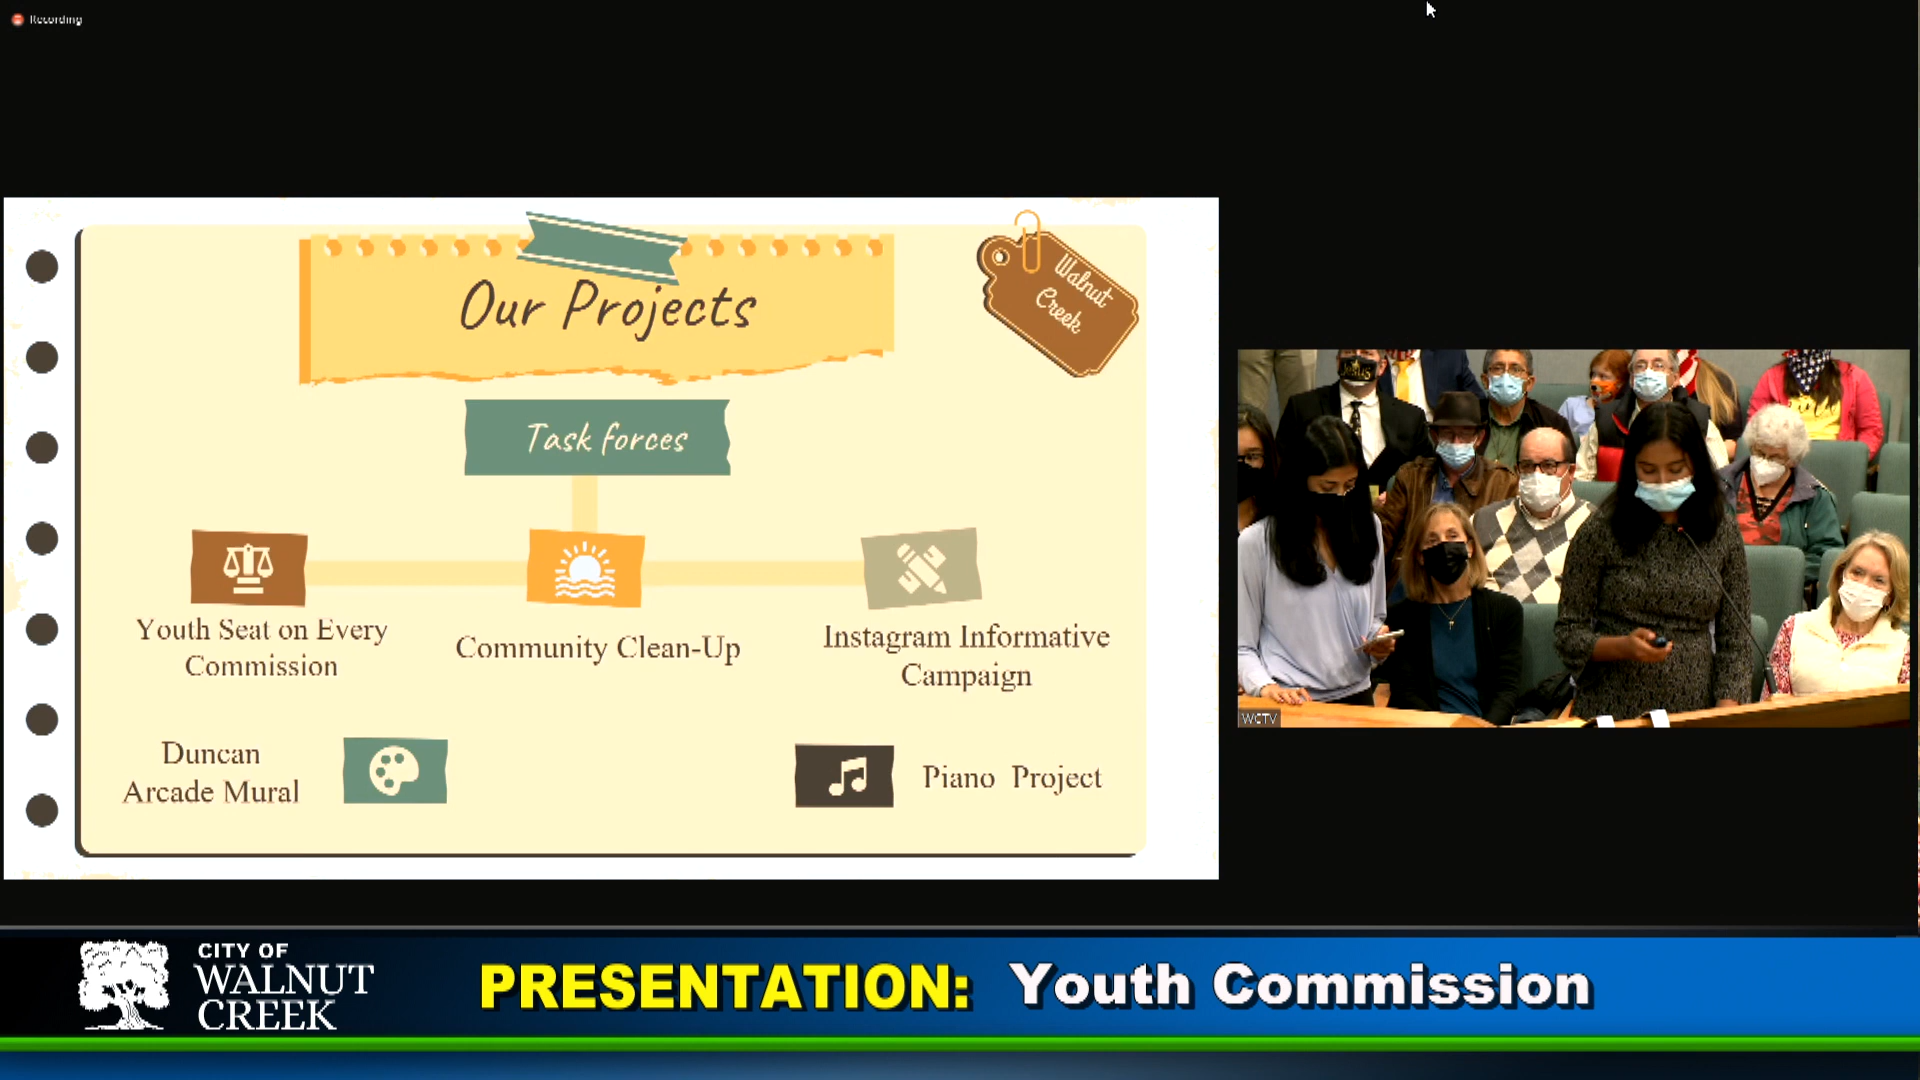 Recording
Our Projects
Walnut
Creek
Task forces
Youth Seat on Every
Commission
Community Clean-Up
Instagram Informative
Campaign
Duncan
Arcade Mural
Piano Project
JESUS
WCTV
CITY OF
WALNUT
CREEK
PRESENTATION: Youth Commission